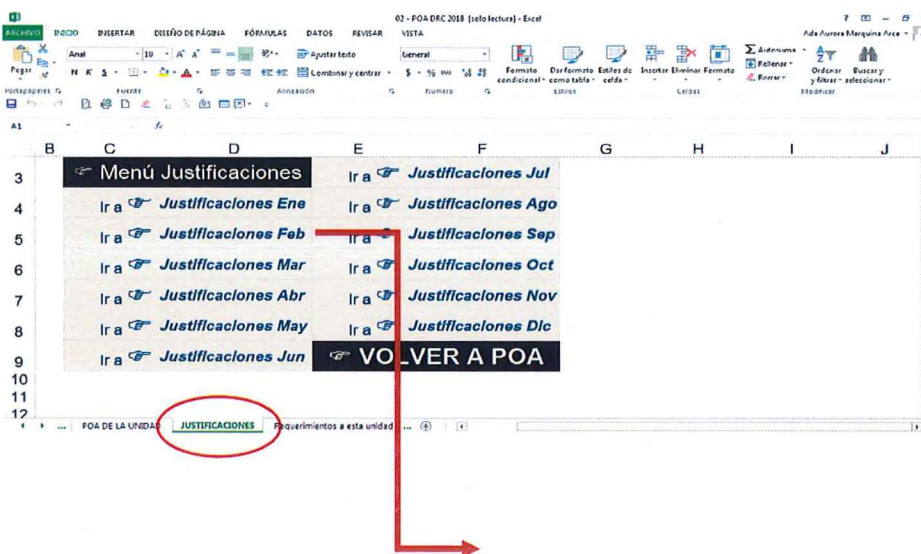 02 - POA DRC 2018 [solo lectura] - Excel
ARCHIVO INICIO INSERTAR DISEÑO DE PÁGINA FÓRMULAS DATOS REVISAR VISTA
Ada Aurora Marquina Arce
Arial 10 Ajustar texto General Autosuma
Pegar N K S Combinar y centrar $ % 000 Formato condicional Dar formato como tabla Estilos de celda Insertar Eliminar Formato Rellenar Borrar Ordenar y filtrar Buscar y seleccionar
Portapapeles Fuente Alineación Número Estilos Celdas Modificar
A1 fx
B C D E F G H I J
3 Menú Justificaciones Ir a Justificaciones Jul
4 Ir a Justificaciones Ene Ir a Justificaciones Ago
5 Ir a Justificaciones Feb Ir a Justificaciones Sep
6 Ir a Justificaciones Mar Ir a Justificaciones Oct
7 Ir a Justificaciones Abr Ir a Justificaciones Nov
8 Ir a Justificaciones May Ir a Justificaciones Dic
9 Ir a Justificaciones Jun VOLVER A POA
10
11
12
... POA DE LA UNIDAD JUSTIFICACIONES Requerimientos a esta unidad ...